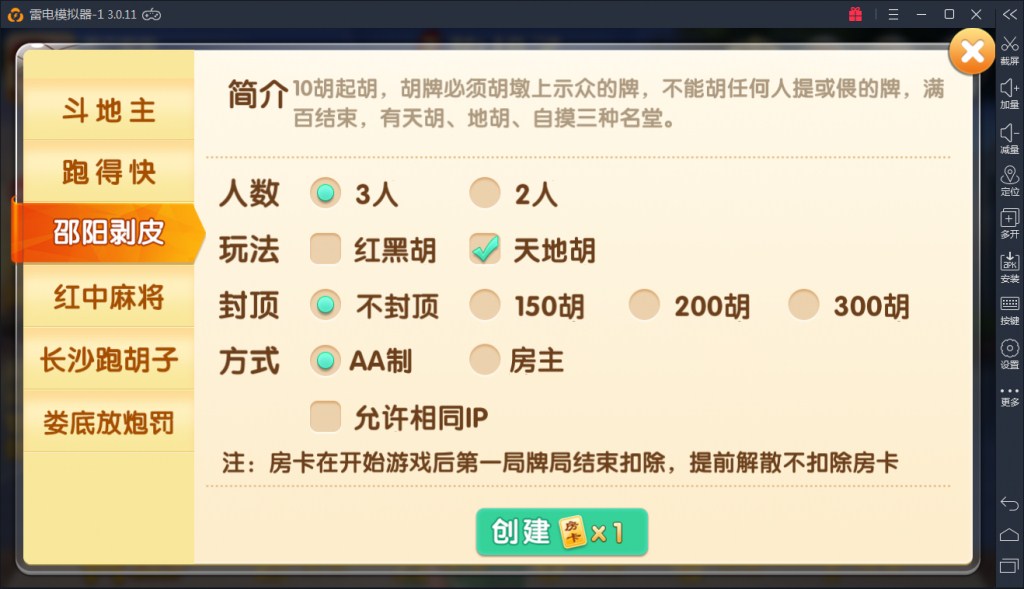 雷电模拟器-1 3.0.11
斗地主
跑得快
邵阳剥皮
红中麻将
长沙跑胡子
娄底放炮罚
简介 10胡起胡，胡牌必须胡墩上示众的牌，不能胡任何人提或偎的牌，满
百结束，有天胡、地胡、自摸三种名堂。
人数 3人 2人
玩法 红黑胡 天地胡
封顶 不封顶 150胡 200胡 300胡
方式 AA制 房主
允许相同IP
注：房卡在开始游戏后第一局牌局结束扣除，提前解散不扣除房卡
创建 房卡 x1
截屏
加量
减量
定位
多开
APK
安装
按键
设置
更多